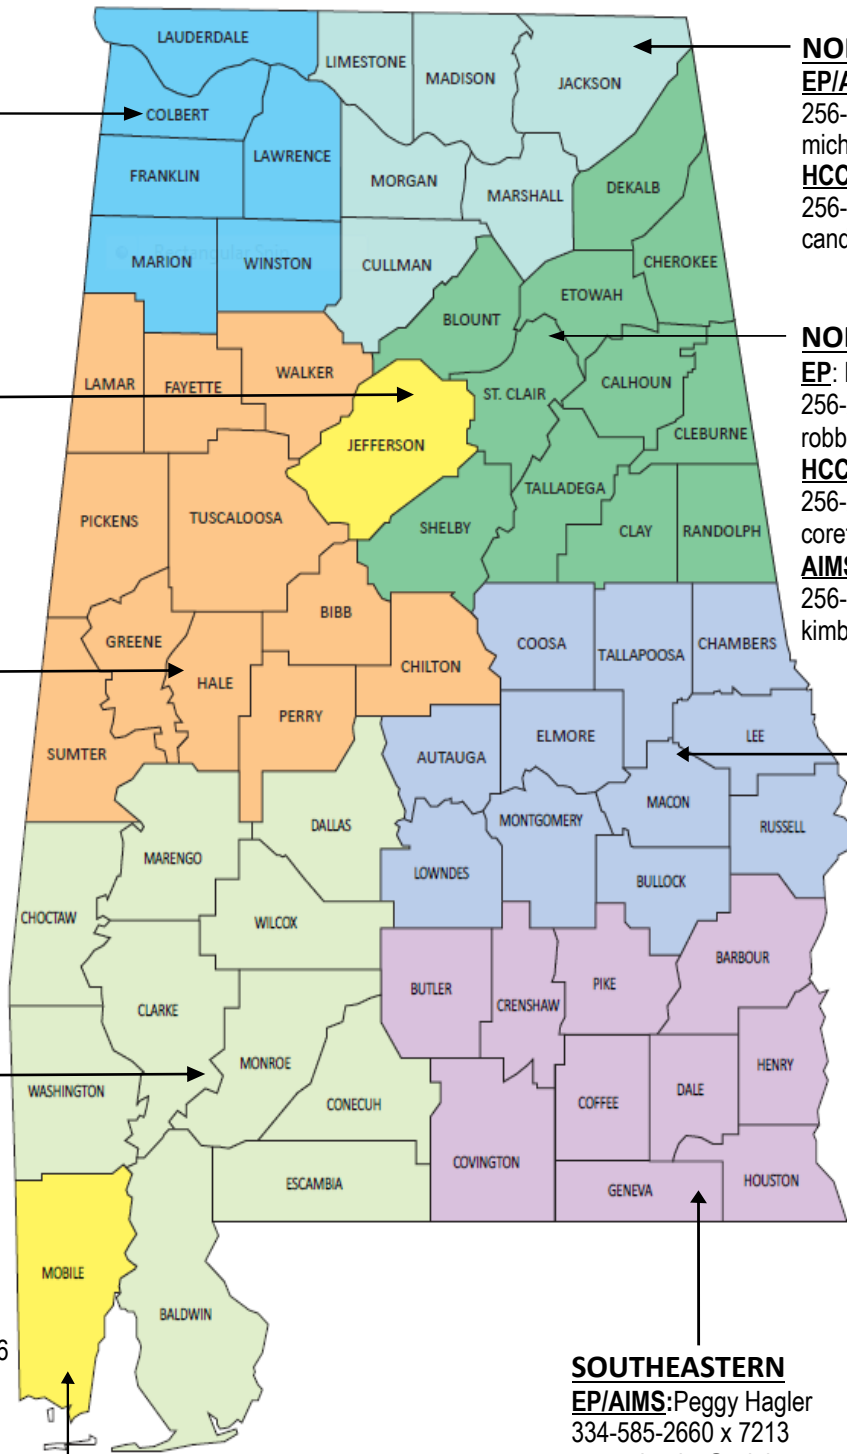 LAUDERDALE
LIMESTONE
MADISON
JACKSON
COLBERT
LAWRENCE
FRANKLIN
MORGAN
MARSHALL
DEKALB
MARION
WINSTON
CULLMAN
CHEROKEE
ETOWAH
BLOUNT
LAMAR
FAYETTE
WALKER
ST. CLAIR
CALHOUN
JEFFERSON
CLEBURNE
PICKENS
TUSCALOOSA
TALLADEGA
SHELBY
CLAY
RANDOLPH
BIBB
GREENE
COOSA
TALLAPOOSA
CHAMBERS
HALE
CHILTON
PERRY
SUMTER
AUTAUGA
ELMORE
LEE
MACON
DALLAS
MONTGOMERY
RUSSELL
MARENGO
LOWNDES
BULLOCK
CHOCTAW
WILCOX
BARBOUR
BUTLER
PIKE
CRENSHAW
CLARKE
MONROE
HENRY
WASHINGTON
CONECUH
COFFEE
DALE
COVINGTON
ESCAMBIA
GENEVA
HOUSTON
MOBILE
BALDWIN
NO
EP/A
256-
mich
HCC
256-
cand
NO
EP:
256-
robb
HCC
256-
coret
AIMS
256-
kimb
6
SOUTHEASTERN
EP/AIMS:Peggy Hagler
334-585-2660 x 7213